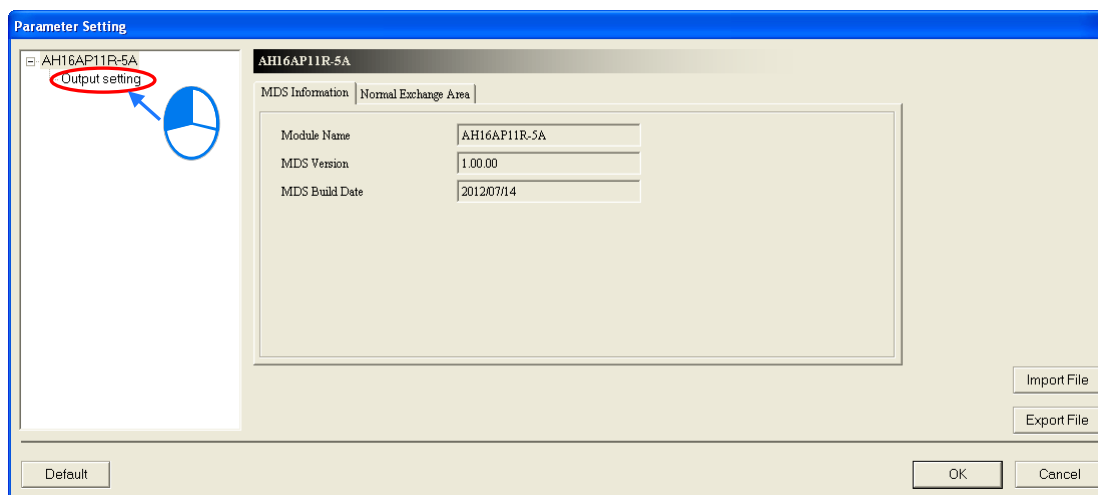 Parameter Setting
AH16AP11R-5A
Output setting
AH16AP11R-5A
MDS Information
Normal Exchange Area
Module Name
AH16AP11R-5A
MDS Version
1.00.00
MDS Build Date
2012/07/14
Import File
Export File
Default
OK
Cancel